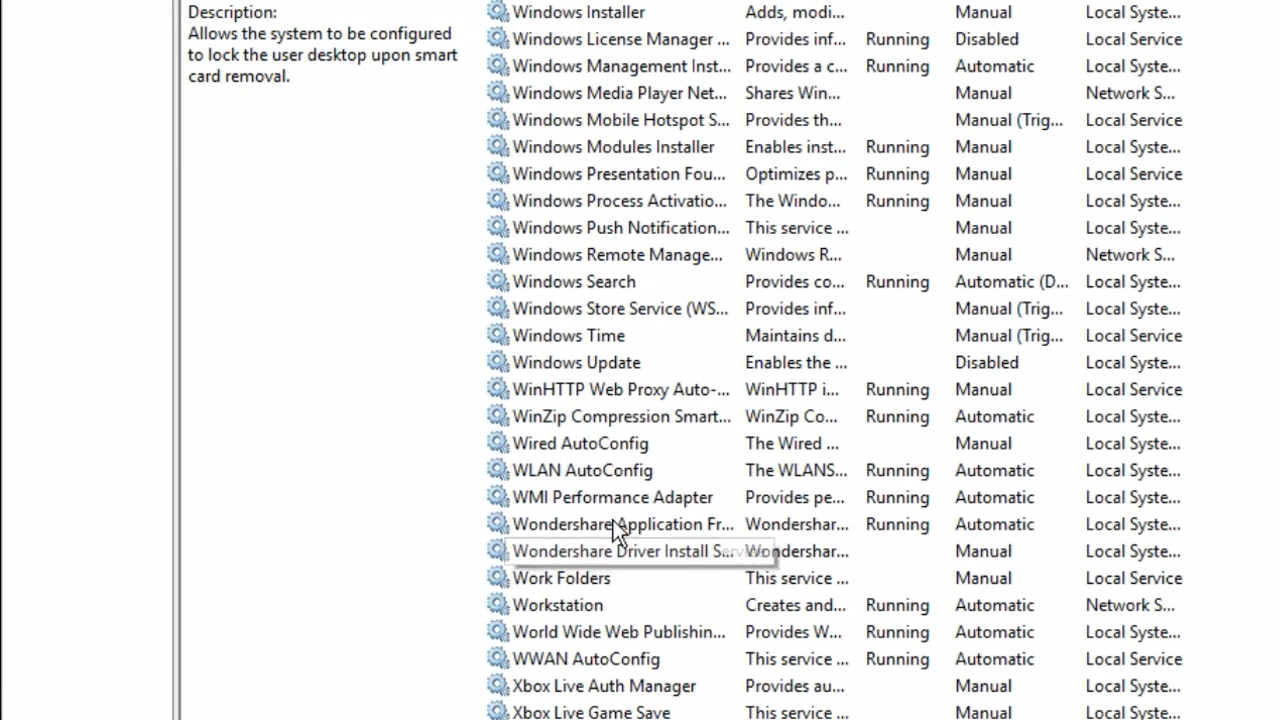 Description:
Allows the system to be configured
to lock the user desktop upon smart
card removal.
Windows Installer Adds, modi... Manual Local Syste...
Windows License Manager ... Provides inf... Running Disabled Local Service
Windows Management Inst... Provides a c... Running Automatic Local Syste...
Windows Media Player Net... Shares Win... Manual Network S...
Windows Mobile Hotspot S... Provides th... Manual (Trig... Local Service
Windows Modules Installer Enables inst... Running Manual Local Syste...
Windows Presentation Fou... Optimizes p... Running Manual Local Service
Windows Process Activatio... The Windo... Running Manual Local Syste...
Windows Push Notification... This service ... Manual Local Syste...
Windows Remote Manage... Windows R... Manual Network S...
Windows Search Provides co... Running Automatic (D... Local Syste...
Windows Store Service (WS... Provides inf... Manual (Trig... Local Syste...
Windows Time Maintains d... Manual (Trig... Local Service
Windows Update Enables the ... Disabled Local Syste...
WinHTTP Web Proxy Auto-... WinHTTP i... Running Manual Local Service
WinZip Compression Smart... WinZip Co... Running Automatic Local Syste...
Wired AutoConfig The Wired ... Manual Local Syste...
WLAN AutoConfig The WLANS... Running Automatic Local Syste...
WMI Performance Adapter Provides pe... Running Automatic Local Syste...
Wondershare Application Fr... Wondershar... Running Automatic Local Syste...
Wondershare Driver Install S... Wondershar... Manual Local Syste...
Work Folders This service ... Manual Local Service
Workstation Creates and... Running Automatic Network S...
World Wide Web Publishin... Provides W... Running Automatic Local Syste...
WWAN AutoConfig This service ... Running Automatic Local Service
Xbox Live Auth Manager Provides au... Manual Local Syste...
Xbox Live Game Save This service ... Manual Local Syste...